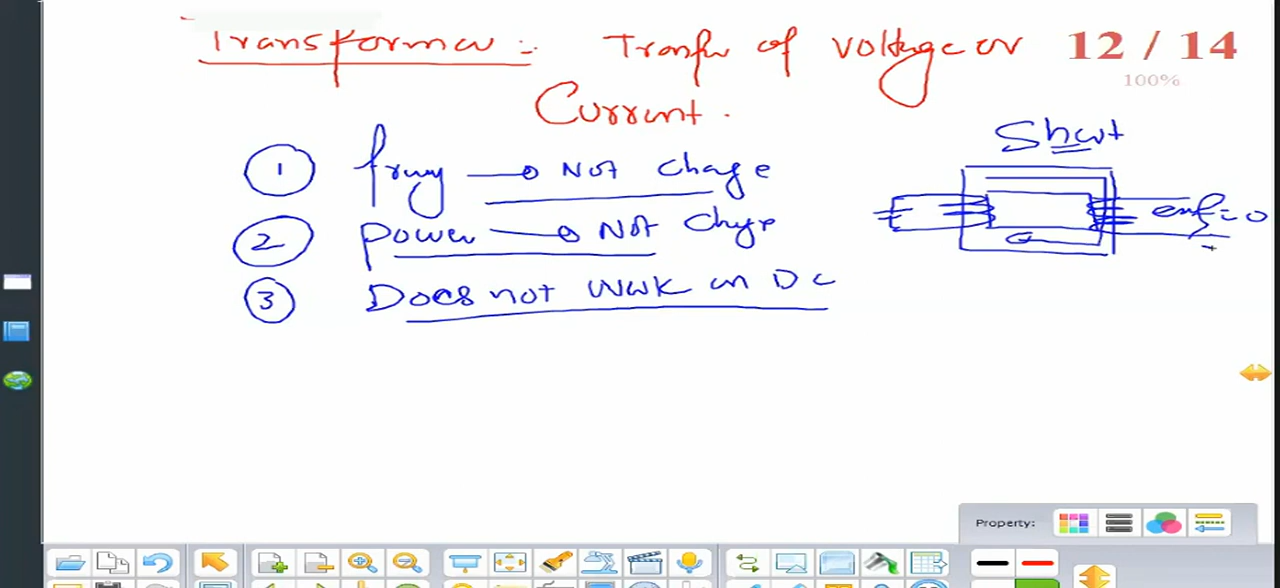 Transformer :- Transfer of voltage or
12 / 14
100%
Current.
Short
1 freuy → Not Change
emf = 0
2 Power → Not Change
3 Does not Work on DC
Property: